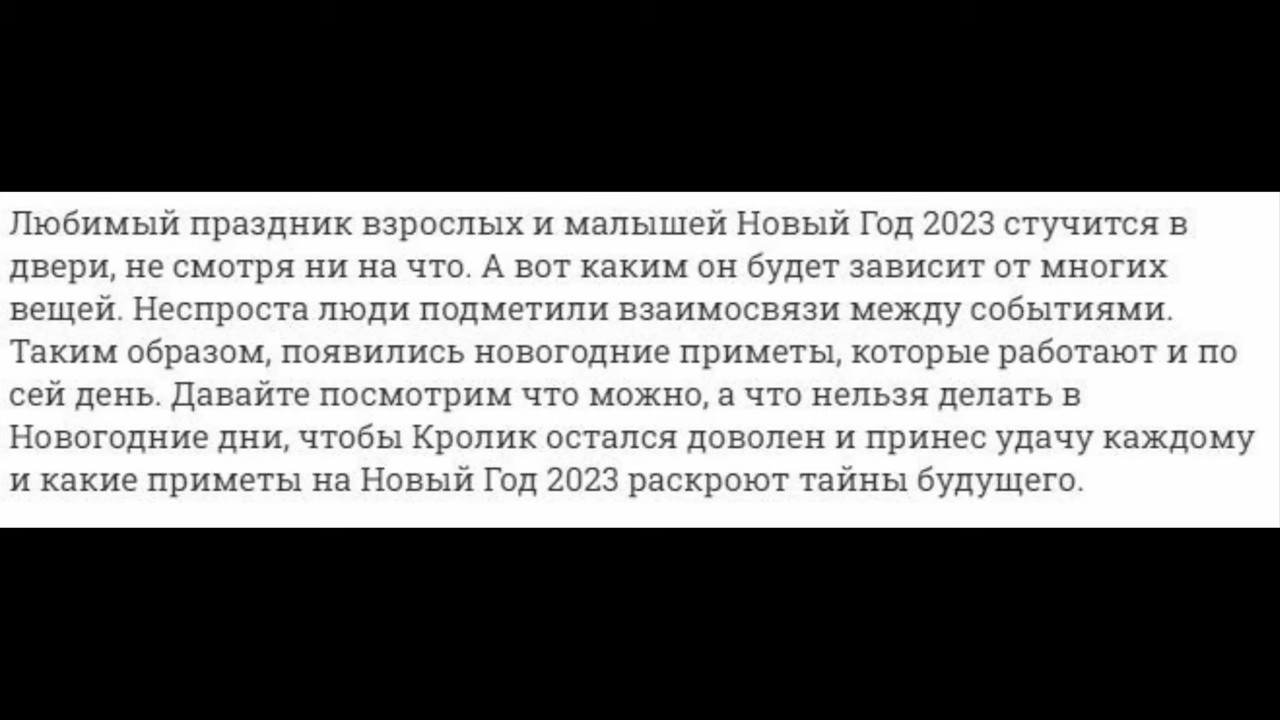 Любимый праздник взрослых и малышей Новый Год 2023 стучится в
двери, не смотря ни на что. А вот каким он будет зависит от многих
вещей. Неспроста люди подметили взаимосвязи между событиями.
Таким образом, появились новогодние приметы, которые работают и по
сей день. Давайте посмотрим что можно, а что нельзя делать в
Новогодние дни, чтобы Кролик остался доволен и принес удачу каждому
и какие приметы на Новый Год 2023 раскроют тайны будущего.